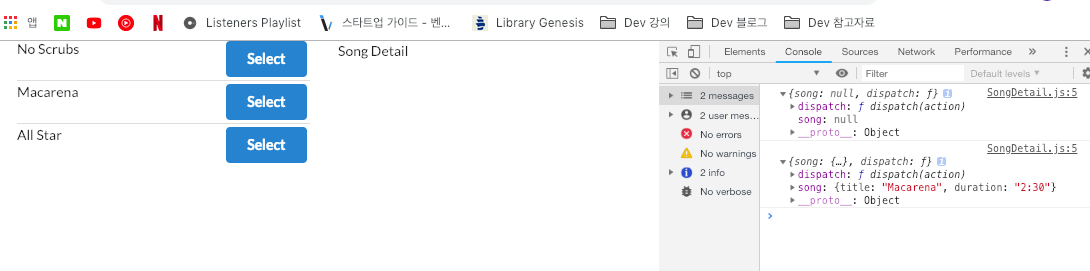 앱 Listeners Playlist 스타트업 가이드 - 벤... Library Genesis Dev 강의 Dev 블로그 Dev 참고자료
No Scrubs Select
Macarena Select
All Star Select
Song Detail
Elements Console Sources Network Performance »
top ▼ Filter Default levels ▼
2 messages
2 user mes...
No errors
No warnings
2 info
No verbose
SongDetail.js:5
▼{song: null, dispatch: ƒ} i
▶dispatch: ƒ dispatch(action)
song: null
▶__proto__: Object
SongDetail.js:5
▼{song: {…}, dispatch: ƒ} i
▶dispatch: ƒ dispatch(action)
▶song: {title: "Macarena", duration: "2:30"}
▶__proto__: Object
>